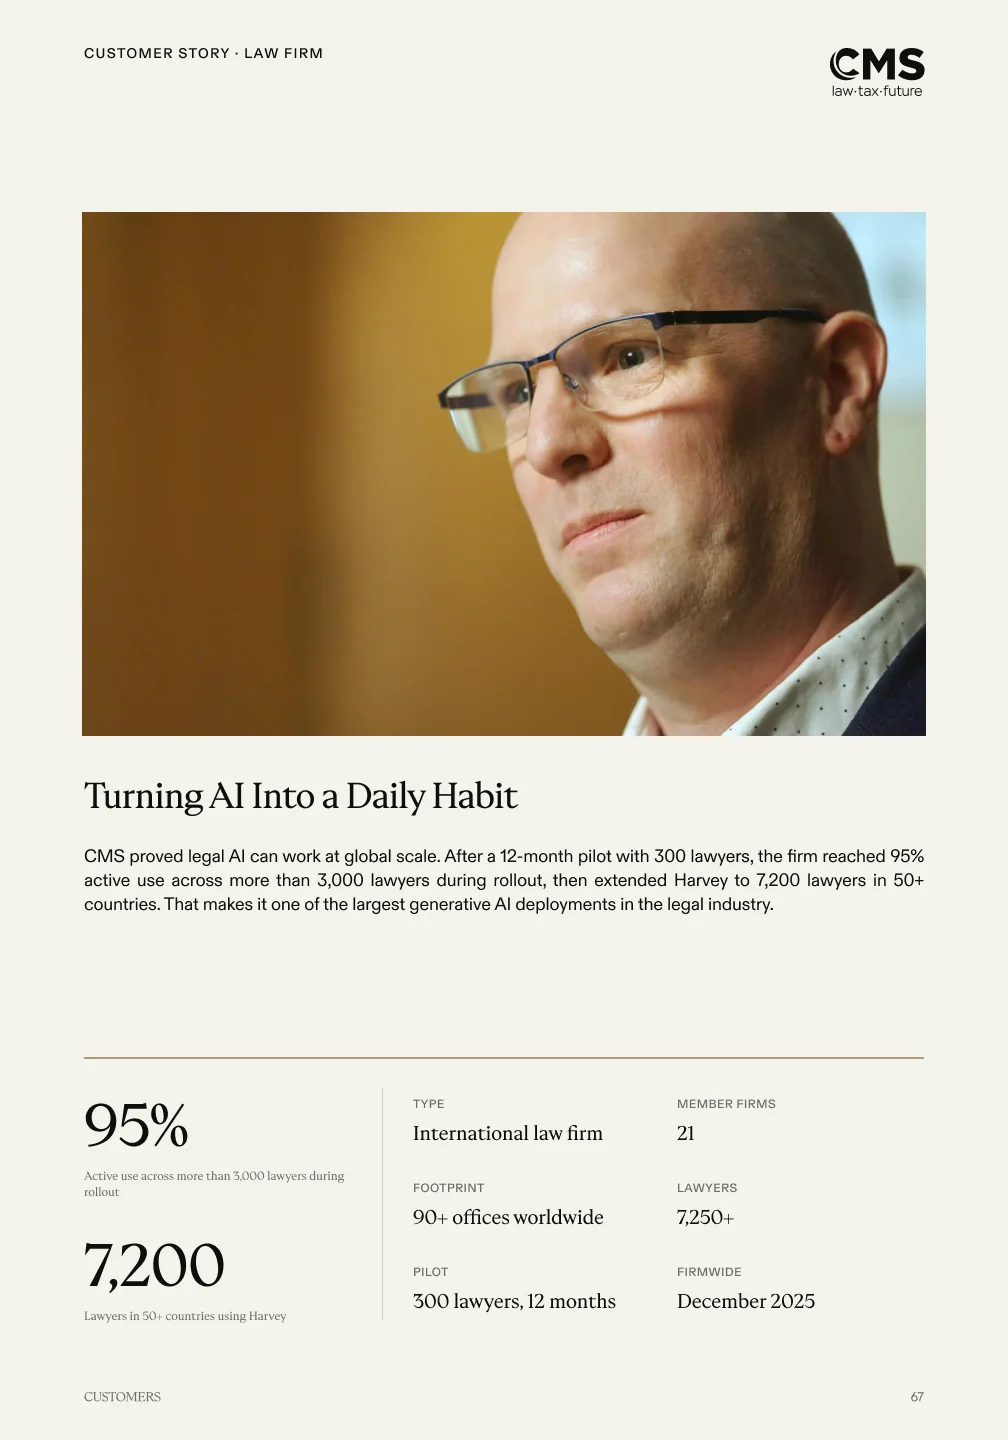 CUSTOMER STORY · LAW FIRM
CMS
law·tax·future
Turning AI Into a Daily Habit
CMS proved legal AI can work at global scale. After a 12-month pilot with 300 lawyers, the firm reached 95%
active use across more than 3,000 lawyers during rollout, then extended Harvey to 7,200 lawyers in 50+
countries. That makes it one of the largest generative AI deployments in the legal industry.
95%
Active use across more than 3,000 lawyers during
rollout
7,200
Lawyers in 50+ countries using Harvey
TYPE
International law firm
MEMBER FIRMS
21
FOOTPRINT
90+ offices worldwide
LAWYERS
7,250+
PILOT
300 lawyers, 12 months
FIRMWIDE
December 2025
CUSTOMERS
67